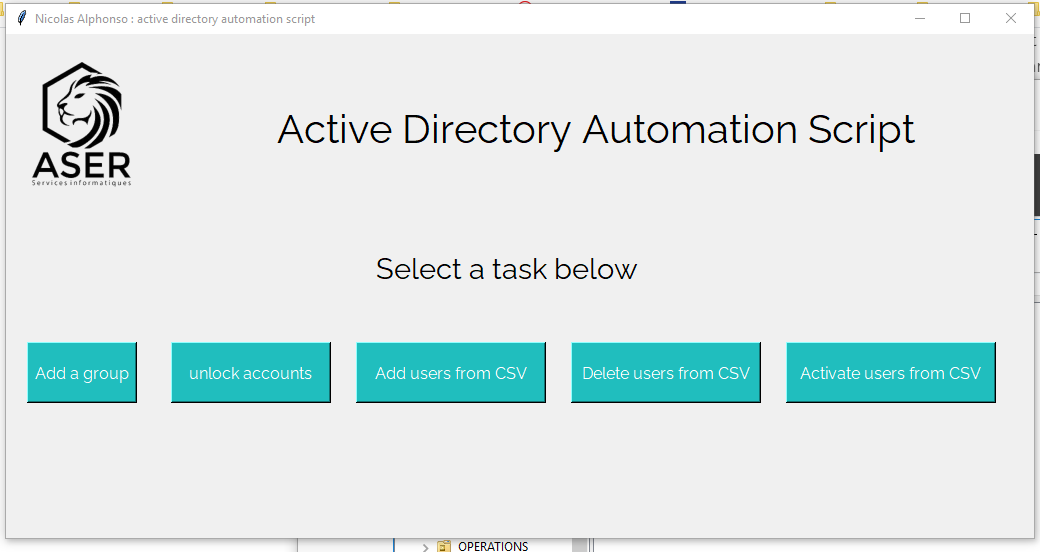 Nicolas Alphonso : active directory automation script
ASER
Services informatiques
Active Directory Automation Script
Select a task below
Add a group
unlock accounts
Add users from CSV
Delete users from CSV
Activate users from CSV
OPERATIONS